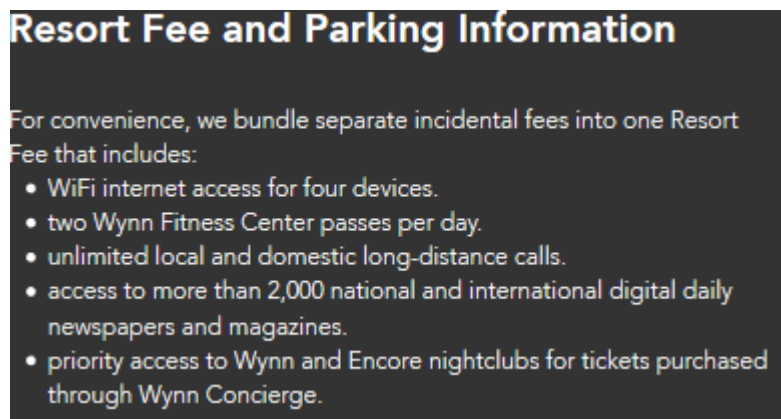 Resort Fee and Parking Information
For convenience, we bundle separate incidental fees into one Resort
Fee that includes:
• WiFi internet access for four devices.
• two Wynn Fitness Center passes per day.
• unlimited local and domestic long-distance calls.
• access to more than 2,000 national and international digital daily
newspapers and magazines.
• priority access to Wynn and Encore nightclubs for tickets purchased
through Wynn Concierge.